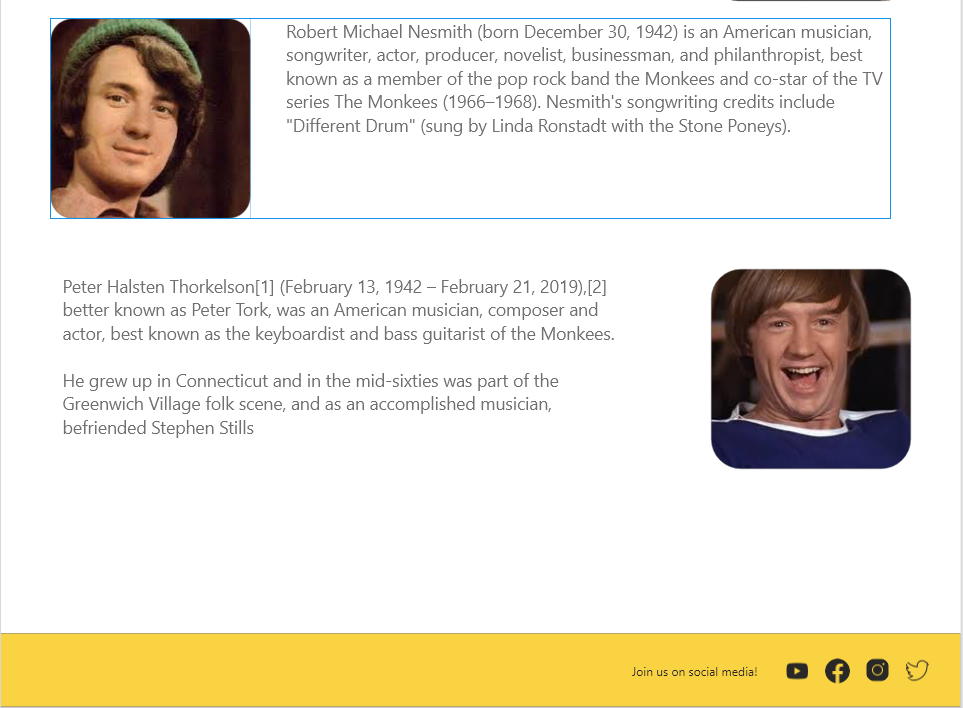 Robert Michael Nesmith (born December 30, 1942) is an American musician,
songwriter, actor, producer, novelist, businessman, and philanthropist, best
known as a member of the pop rock band the Monkees and co-star of the TV
series The Monkees (1966–1968). Nesmith's songwriting credits include
"Different Drum" (sung by Linda Ronstadt with the Stone Poneys).
Peter Halsten Thorkelson[1] (February 13, 1942 – February 21, 2019),[2]
better known as Peter Tork, was an American musician, composer and
actor, best known as the keyboardist and bass guitarist of the Monkees.
He grew up in Connecticut and in the mid-sixties was part of the
Greenwich Village folk scene, and as an accomplished musician,
befriended Stephen Stills
Join us on social media!